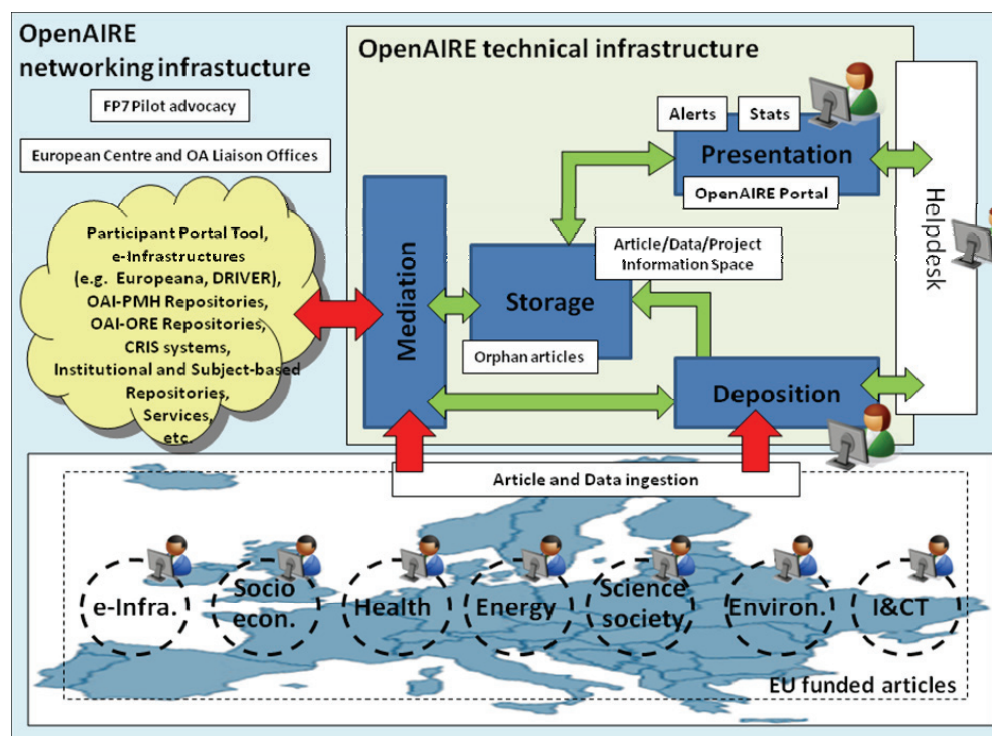 OpenAIRE
networking infrastucture
FP7 Pilot advocacy
European Centre and OA Liaison Offices
Participant Portal Tool,
e-Infrastructures
(e.g. Europeana, DRIVER),
OAI-PMH Repositories,
OAI-ORE Repositories,
CRIS systems,
Institutional and Subject-based
Repositories,
Services,
etc.
OpenAIRE technical infrastructure
Alerts
Stats
Presentation
OpenAIRE Portal
Helpdesk
Mediation
Article/Data/Project
Information Space
Storage
Orphan articles
Deposition
Article and Data ingestion
e-Infra.
Socio
econ.
Health
Energy
Science
society
Environ.
I&CT
EU funded articles